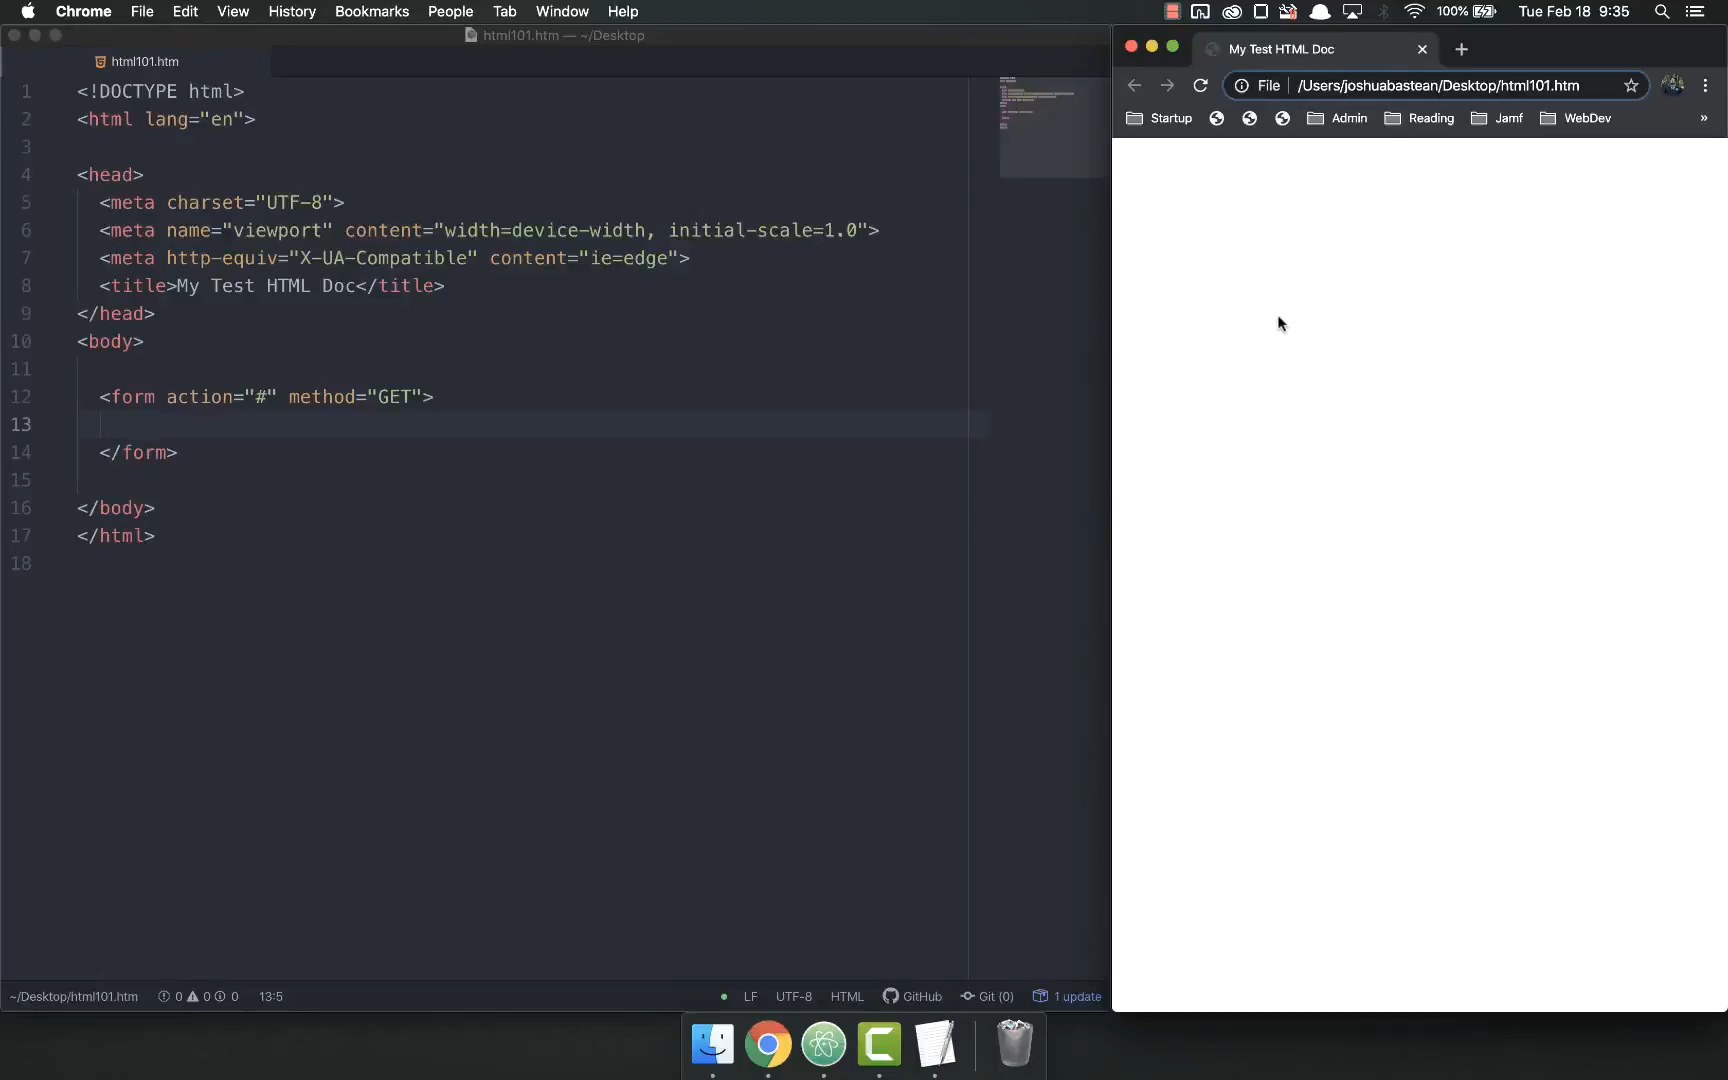 Chrome File Edit View History Bookmarks People Tab Window Help
100% Tue Feb 18 9:35
html101.htm — ~/Desktop
html101.htm
1 <!DOCTYPE html>
2 <html lang="en">
3
4 <head>
5 <meta charset="UTF-8">
6 <meta name="viewport" content="width=device-width, initial-scale=1.0">
7 <meta http-equiv="X-UA-Compatible" content="ie=edge">
8 <title>My Test HTML Doc</title>
9 </head>
10 <body>
11
12 <form action="#" method="GET">
13
14 </form>
15
16 </body>
17 </html>
18
~/Desktop/html101.htm 0 0 0 13:5 LF UTF-8 HTML GitHub Git (0) 1 update
My Test HTML Doc
File /Users/joshuabastean/Desktop/html101.htm
Startup Admin Reading Jamf WebDev »